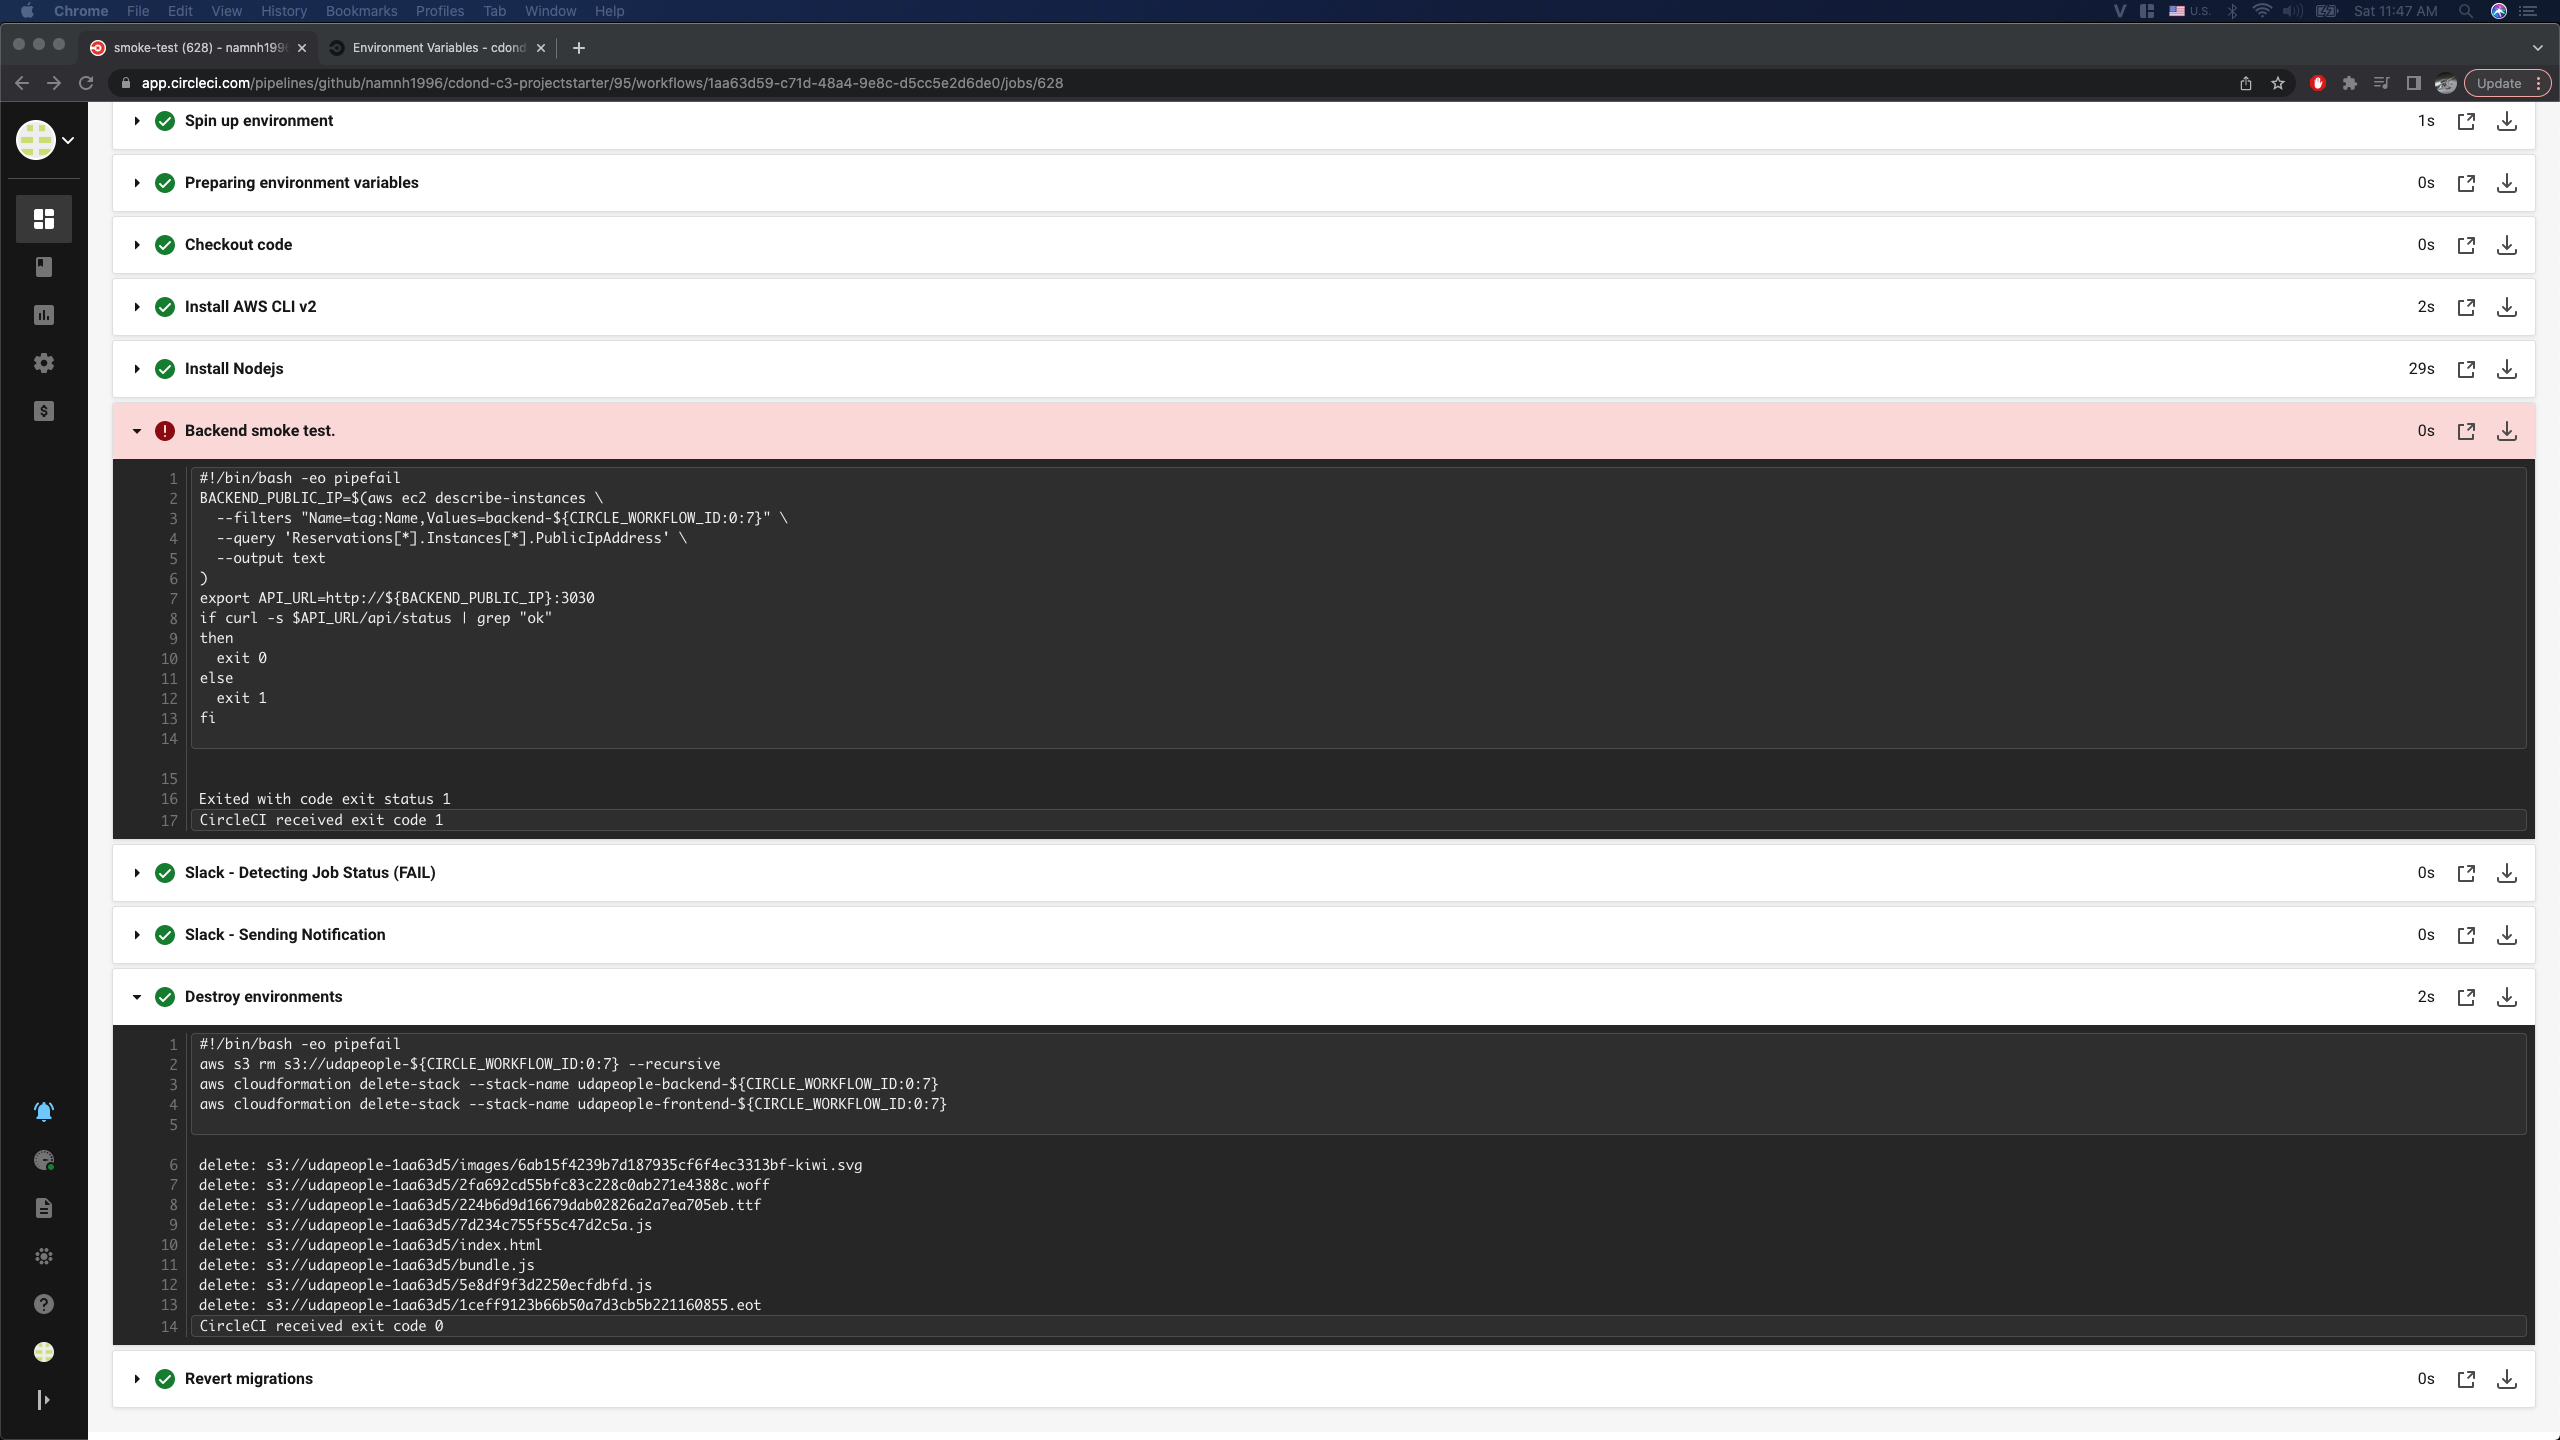 Chrome File Edit View History Bookmarks Profiles Tab Window Help U.S. Sat 11:47 AM
smoke-test (628) - namnh199 Environment Variables - cdond
app.circleci.com/pipelines/github/namnh1996/cdond-c3-projectstarter/95/workflows/1aa63d59-c71d-48a4-9e8c-d5cc5e2d6de0/jobs/628 Update
Spin up environment 1s
Preparing environment variables 0s
Checkout code 0s
Install AWS CLI v2 2s
Install Nodejs 29s
Backend smoke test. 0s
1 #!/bin/bash -eo pipefail
2 BACKEND_PUBLIC_IP=$(aws ec2 describe-instances \
3 --filters "Name=tag:Name,Values=backend-${CIRCLE_WORKFLOW_ID:0:7}" \
4 --query 'Reservations[*].Instances[*].PublicIpAddress' \
5 --output text
6 )
7 export API_URL=http://${BACKEND_PUBLIC_IP}:3030
8 if curl -s $API_URL/api/status | grep "ok"
9 then
10 exit 0
11 else
12 exit 1
13 fi
14
15
16 Exited with code exit status 1
17 CircleCI received exit code 1
Slack - Detecting Job Status (FAIL) 0s
Slack - Sending Notification 0s
Destroy environments 2s
1 #!/bin/bash -eo pipefail
2 aws s3 rm s3://udapeople-${CIRCLE_WORKFLOW_ID:0:7} --recursive
3 aws cloudformation delete-stack --stack-name udapeople-backend-${CIRCLE_WORKFLOW_ID:0:7}
4 aws cloudformation delete-stack --stack-name udapeople-frontend-${CIRCLE_WORKFLOW_ID:0:7}
5
6 delete: s3://udapeople-1aa63d5/images/6ab15f4239b7d187935cf6f4ec3313bf-kiwi.svg
7 delete: s3://udapeople-1aa63d5/2fa692cd55bfc83c228c0ab271e4388c.woff
8 delete: s3://udapeople-1aa63d5/224b6d9d16679dab02826a2a7ea705eb.ttf
9 delete: s3://udapeople-1aa63d5/7d234c755f55c47d2c5a.js
10 delete: s3://udapeople-1aa63d5/index.html
11 delete: s3://udapeople-1aa63d5/bundle.js
12 delete: s3://udapeople-1aa63d5/5e8df9f3d2250ecfdbfd.js
13 delete: s3://udapeople-1aa63d5/1ceff9123b66b50a7d3cb5b221160855.eot
14 CircleCI received exit code 0
Revert migrations 0s